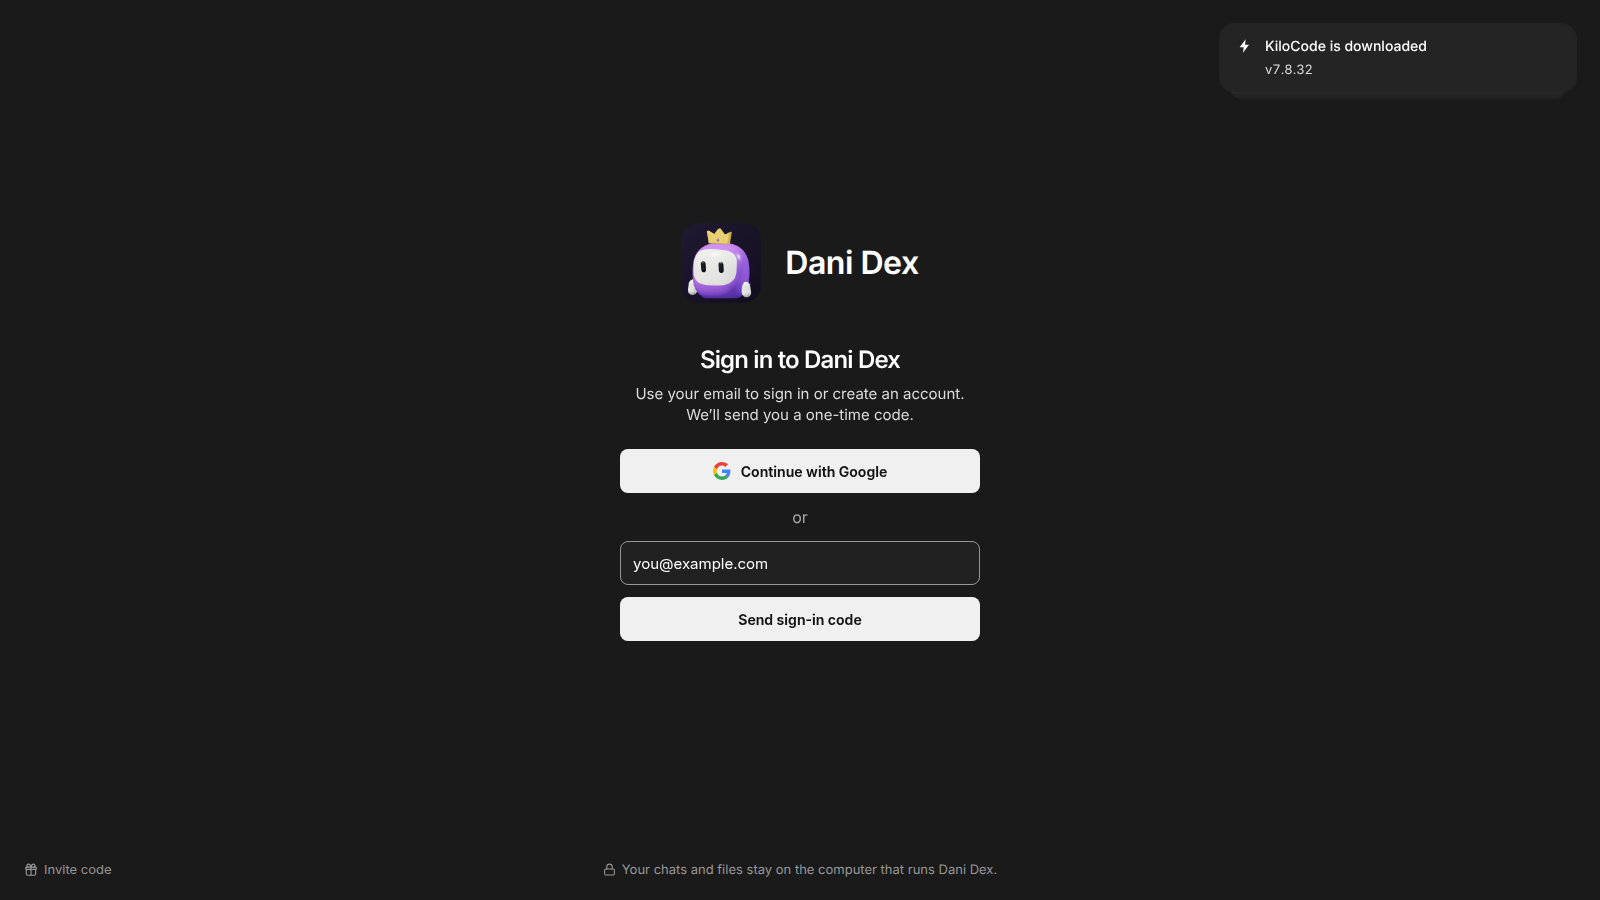 KiloCode is downloaded
v7.8.32
Dani Dex
Sign in to Dani Dex
Use your email to sign in or create an account.
We’ll send you a one-time code.
Continue with Google
or
you@example.com
Send sign-in code
Invite code
Your chats and files stay on the computer that runs Dani Dex.